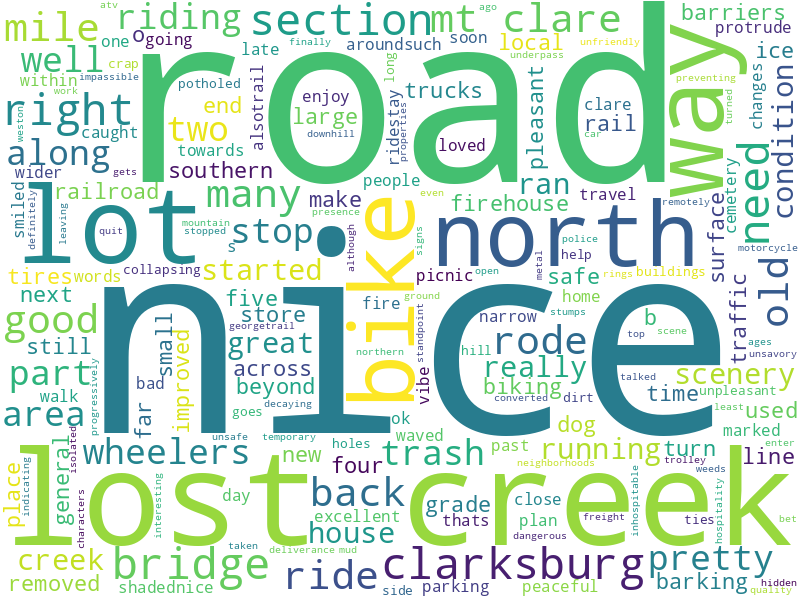 road
nice
lost creek
north
lot
bike
way
clarksburg
bridge
ride
right
riding
section
mt clare
mile
well
along
two
many
stop
good
part
area
wheelers
creek
back
house
trash
running
pretty
scenery
rode
really
need
old
condition
surface
traffic
great
started
store
five
across
beyond
improved
small
far
southern
railroad
large
trucks
firehouse
ran
rail
pleasant
local
barriers
protrude
ice
changes
cemetery
travel
safe
picnic
make
people
towards
end
within
one
going
late
aroundsuch
soon
alsotrail
ridestay
enjoy
clare
loved
downhill
potholed
long
properties
caught
wider
gets
smiled
definitely
leaving
weston
work
crap
impassible
atv
o
ago
finally
unfriendly
underpass
preventing
turned
motorcycle
remotely
police
help
presence
although
signs
even
mountain
stopped
s
quit
words
collapsing
tires
next
still
walk
bad
ok
goes
decaying
georgetrail
fire
vibe
standpoint
northern
ground
open
metal
rings
buildings
home
narrow
hill
biking
dirt
converted
talked
top
scene
car
stumps
b
time
dog
ages
unsavory
unpleasant
used
marked
least
line
turn
past
waved
holes
temporary
unsafe
new
four
day
excellent
grade
thats
close
plan
ties
freight
dangerous
neighborhoods
trolley
weeds
enter
inhospitable
hospitality
bet
hidden
quality
barking
parking
peaceful
side
mud
deliverance
taken
shadednice
removed
interesting
characters
isolated
general
indicating
place
progressively